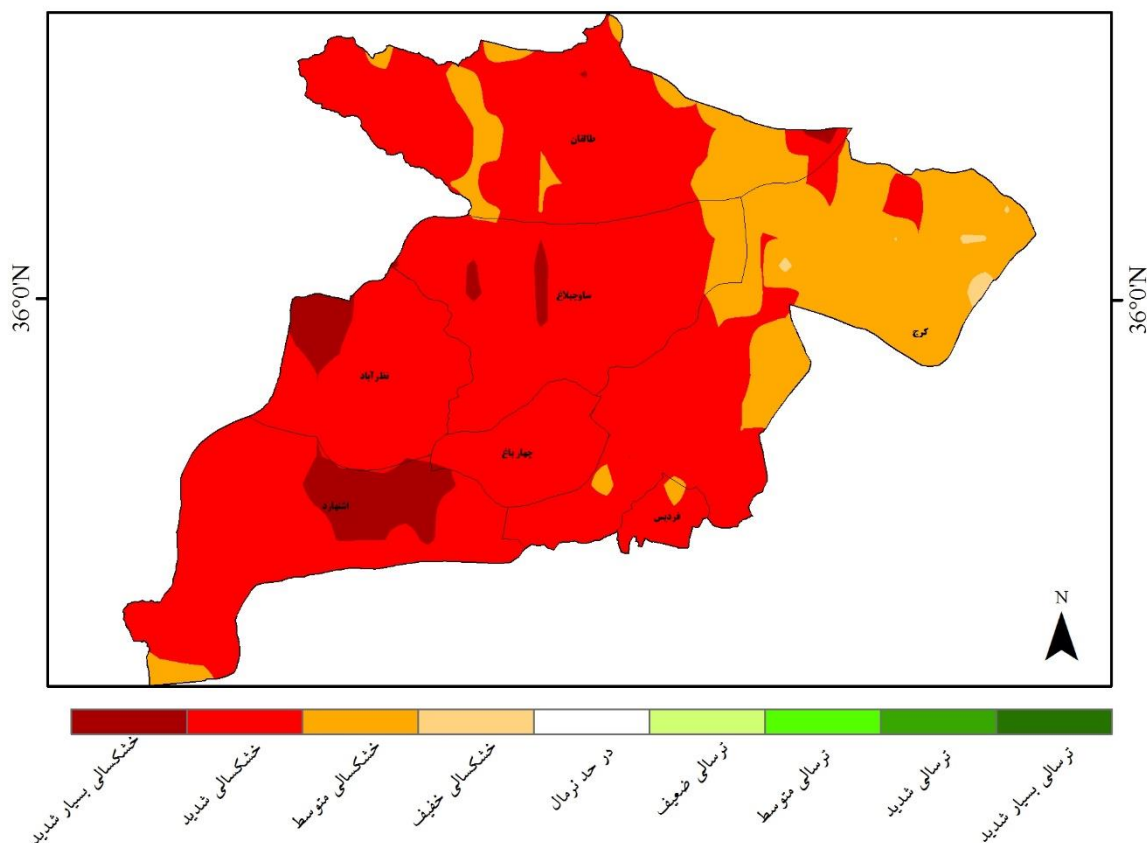 طالقان
ساوجبلاغ
کرج
نظرآباد
چهارباغ
اشتهارد
فردیس
36°0'N
36°0'N
N
خشکسالی بسیار شدید
خشکسالی شدید
خشکسالی متوسط
خشکسالی خفیف
در حد نرمال
ترسالی ضعیف
ترسالی متوسط
ترسالی شدید
ترسالی بسیار شدید